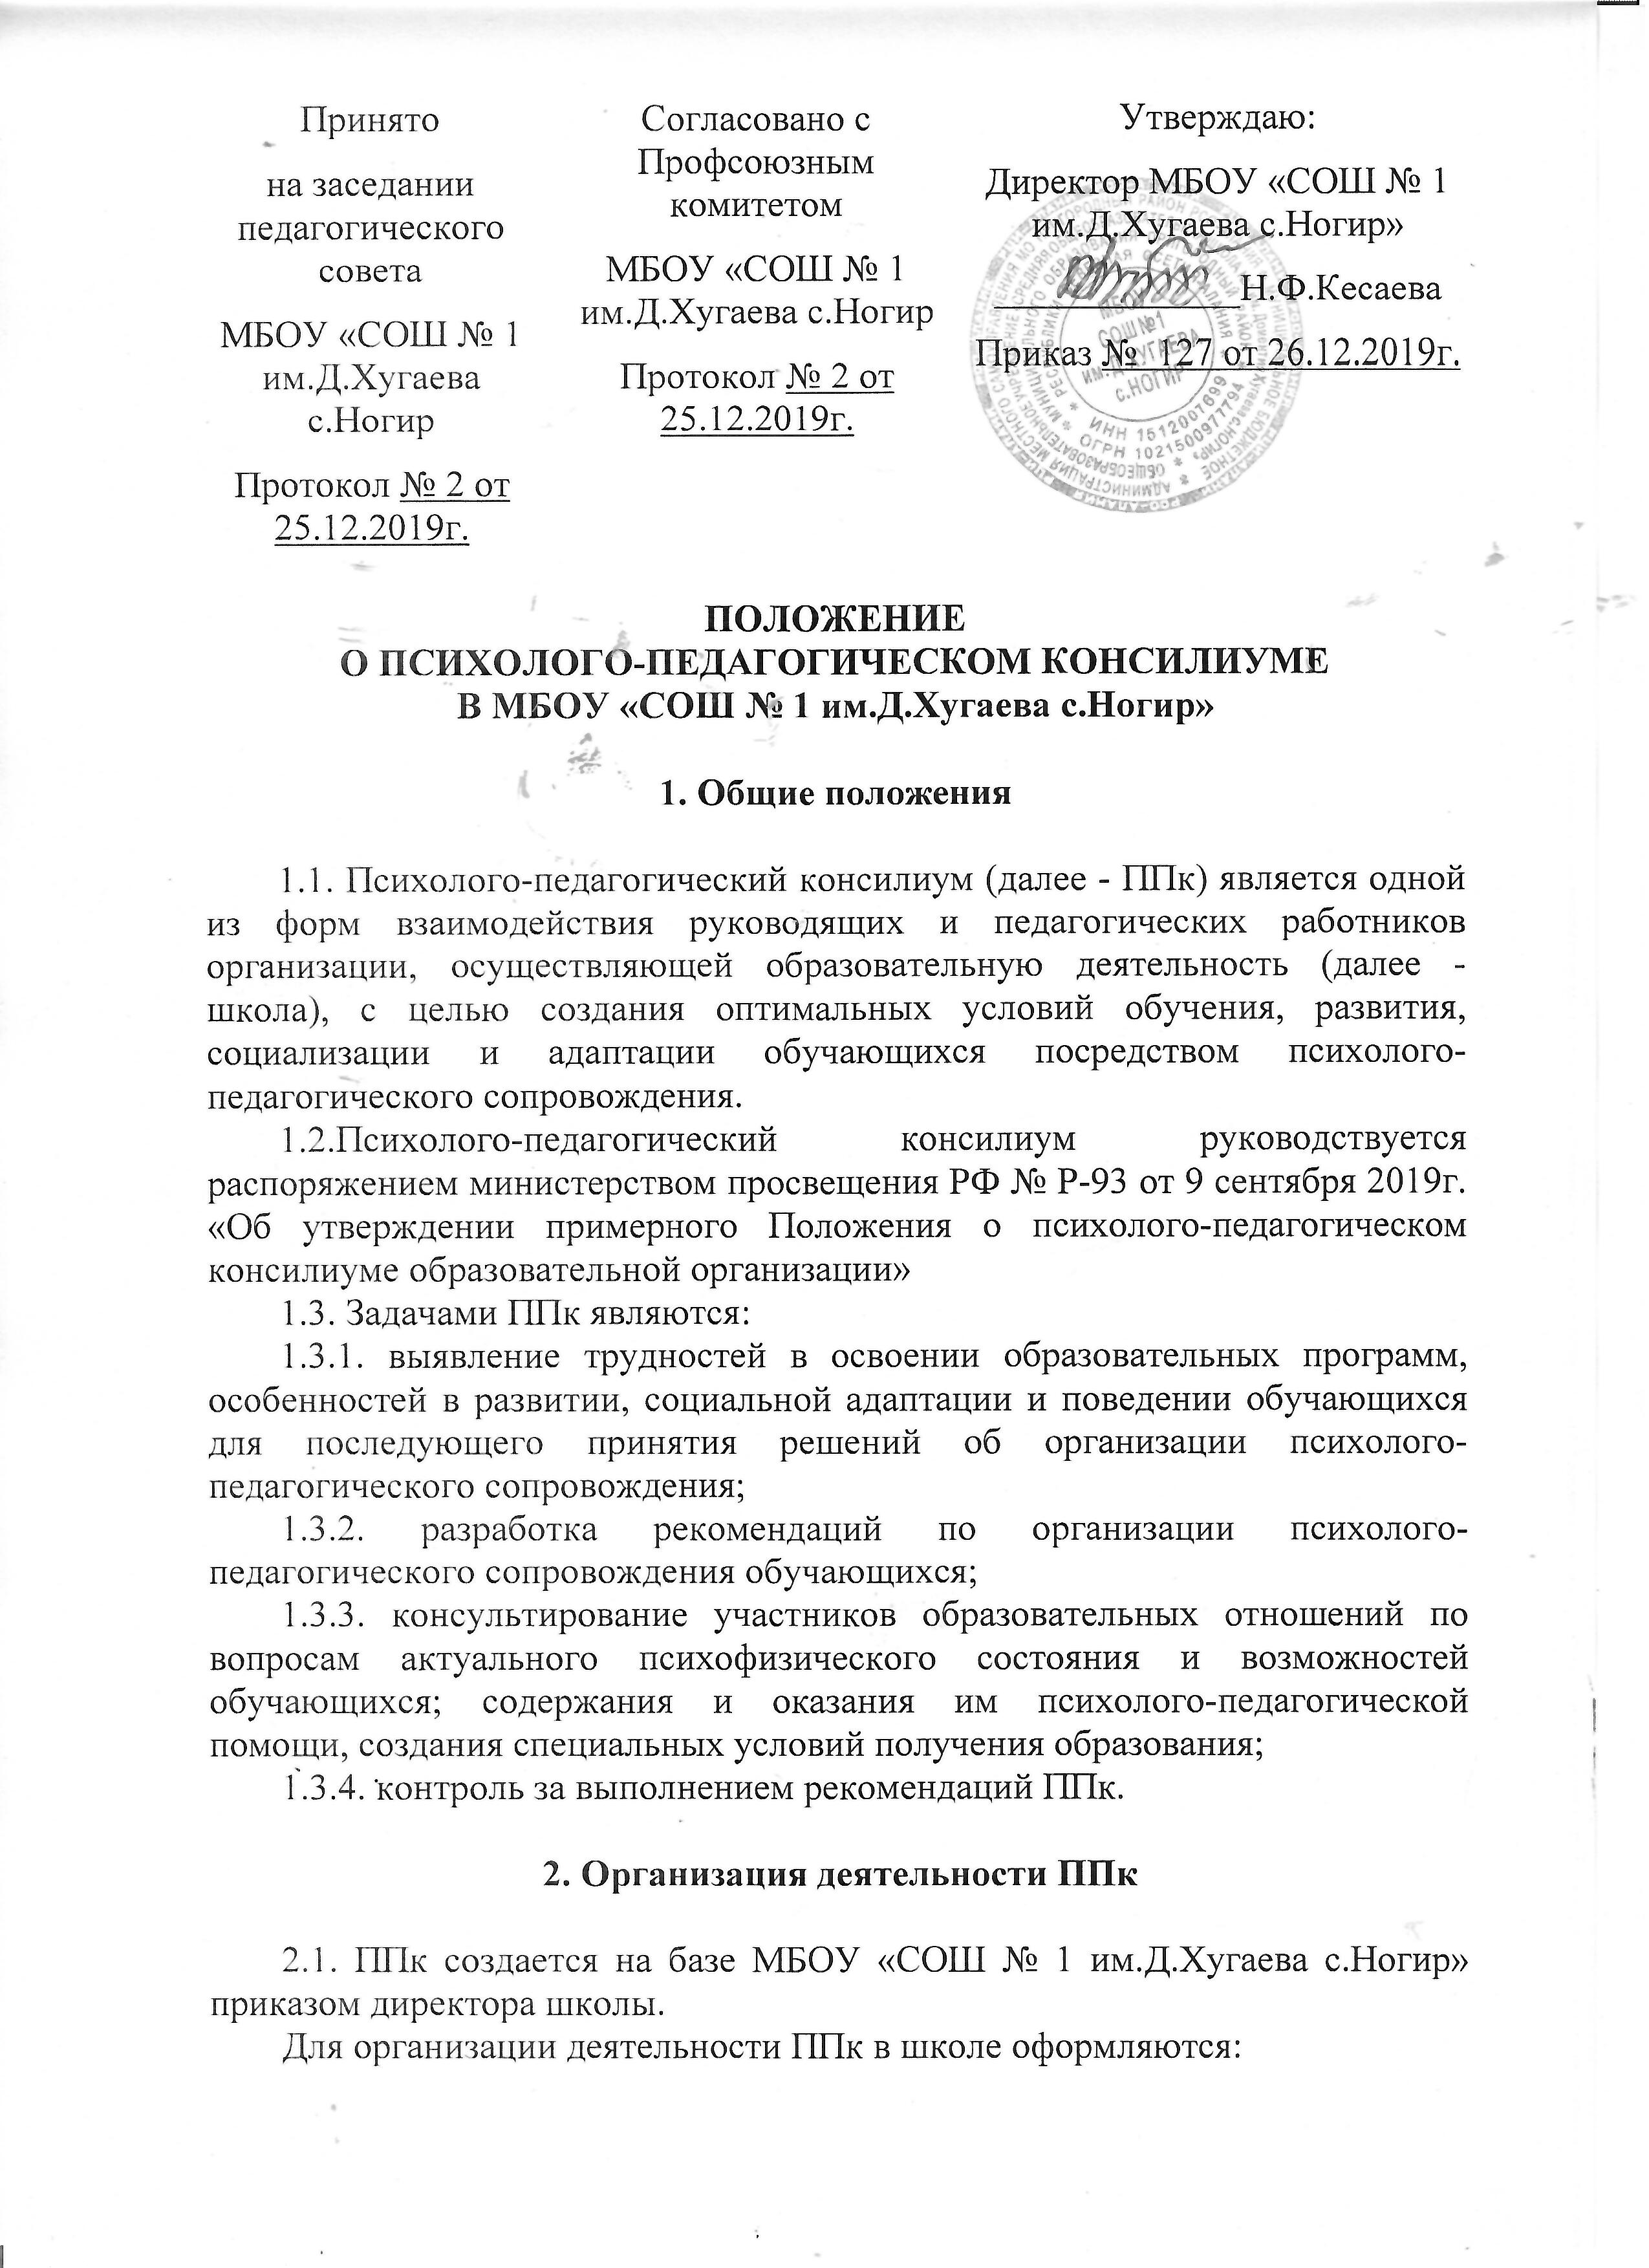 Принято
на заседании
педагогического
совета
МБОУ «СОШ № 1
им.Д.Хугаева
с.Ногир
Протокол № 2 от
25.12.2019г.
Согласовано с
Профсоюзным
комитетом
МБОУ «СОШ № 1
им.Д.Хугаева с.Ногир
Протокол № 2 от
25.12.2019г.
Утверждаю:
Директор МБОУ «СОШ № 1
им.Д.Хугаева с.Ногир»
Н.Ф.Кесаева
Приказ № 127 от 26.12.2019г.
МБОУ
СОШ №1
им.Д.ХУГАЕВА
с.НОГИР
ИНН 1512007699
ОГРН 1021500977794
ПОЛОЖЕНИЕ
О ПСИХОЛОГО-ПЕДАГОГИЧЕСКОМ КОНСИЛИУМЕ
В МБОУ «СОШ № 1 им.Д.Хугаева с.Ногир»
1. Общие положения
1.1. Психолого-педагогический консилиум (далее - ППк) является одной
из форм взаимодействия руководящих и педагогических работников
организации, осуществляющей образовательную деятельность (далее -
школа), с целью создания оптимальных условий обучения, развития,
социализации и адаптации обучающихся посредством психолого-
педагогического сопровождения.
1.2.Психолого-педагогический консилиум руководствуется
распоряжением министерством просвещения РФ № Р-93 от 9 сентября 2019г.
«Об утверждении примерного Положения о психолого-педагогическом
консилиуме образовательной организации»
1.3. Задачами ППк являются:
1.3.1. выявление трудностей в освоении образовательных программ,
особенностей в развитии, социальной адаптации и поведении обучающихся
для последующего принятия решений об организации психолого-
педагогического сопровождения;
1.3.2. разработка рекомендаций по организации психолого-
педагогического сопровождения обучающихся;
1.3.3. консультирование участников образовательных отношений по
вопросам актуального психофизического состояния и возможностей
обучающихся; содержания и оказания им психолого-педагогической
помощи, создания специальных условий получения образования;
1.3.4. контроль за выполнением рекомендаций ППк.
2. Организация деятельности ППк
2.1. ППк создается на базе МБОУ «СОШ № 1 им.Д.Хугаева с.Ногир»
приказом директора школы.
Для организации деятельности ППк в школе оформляются: